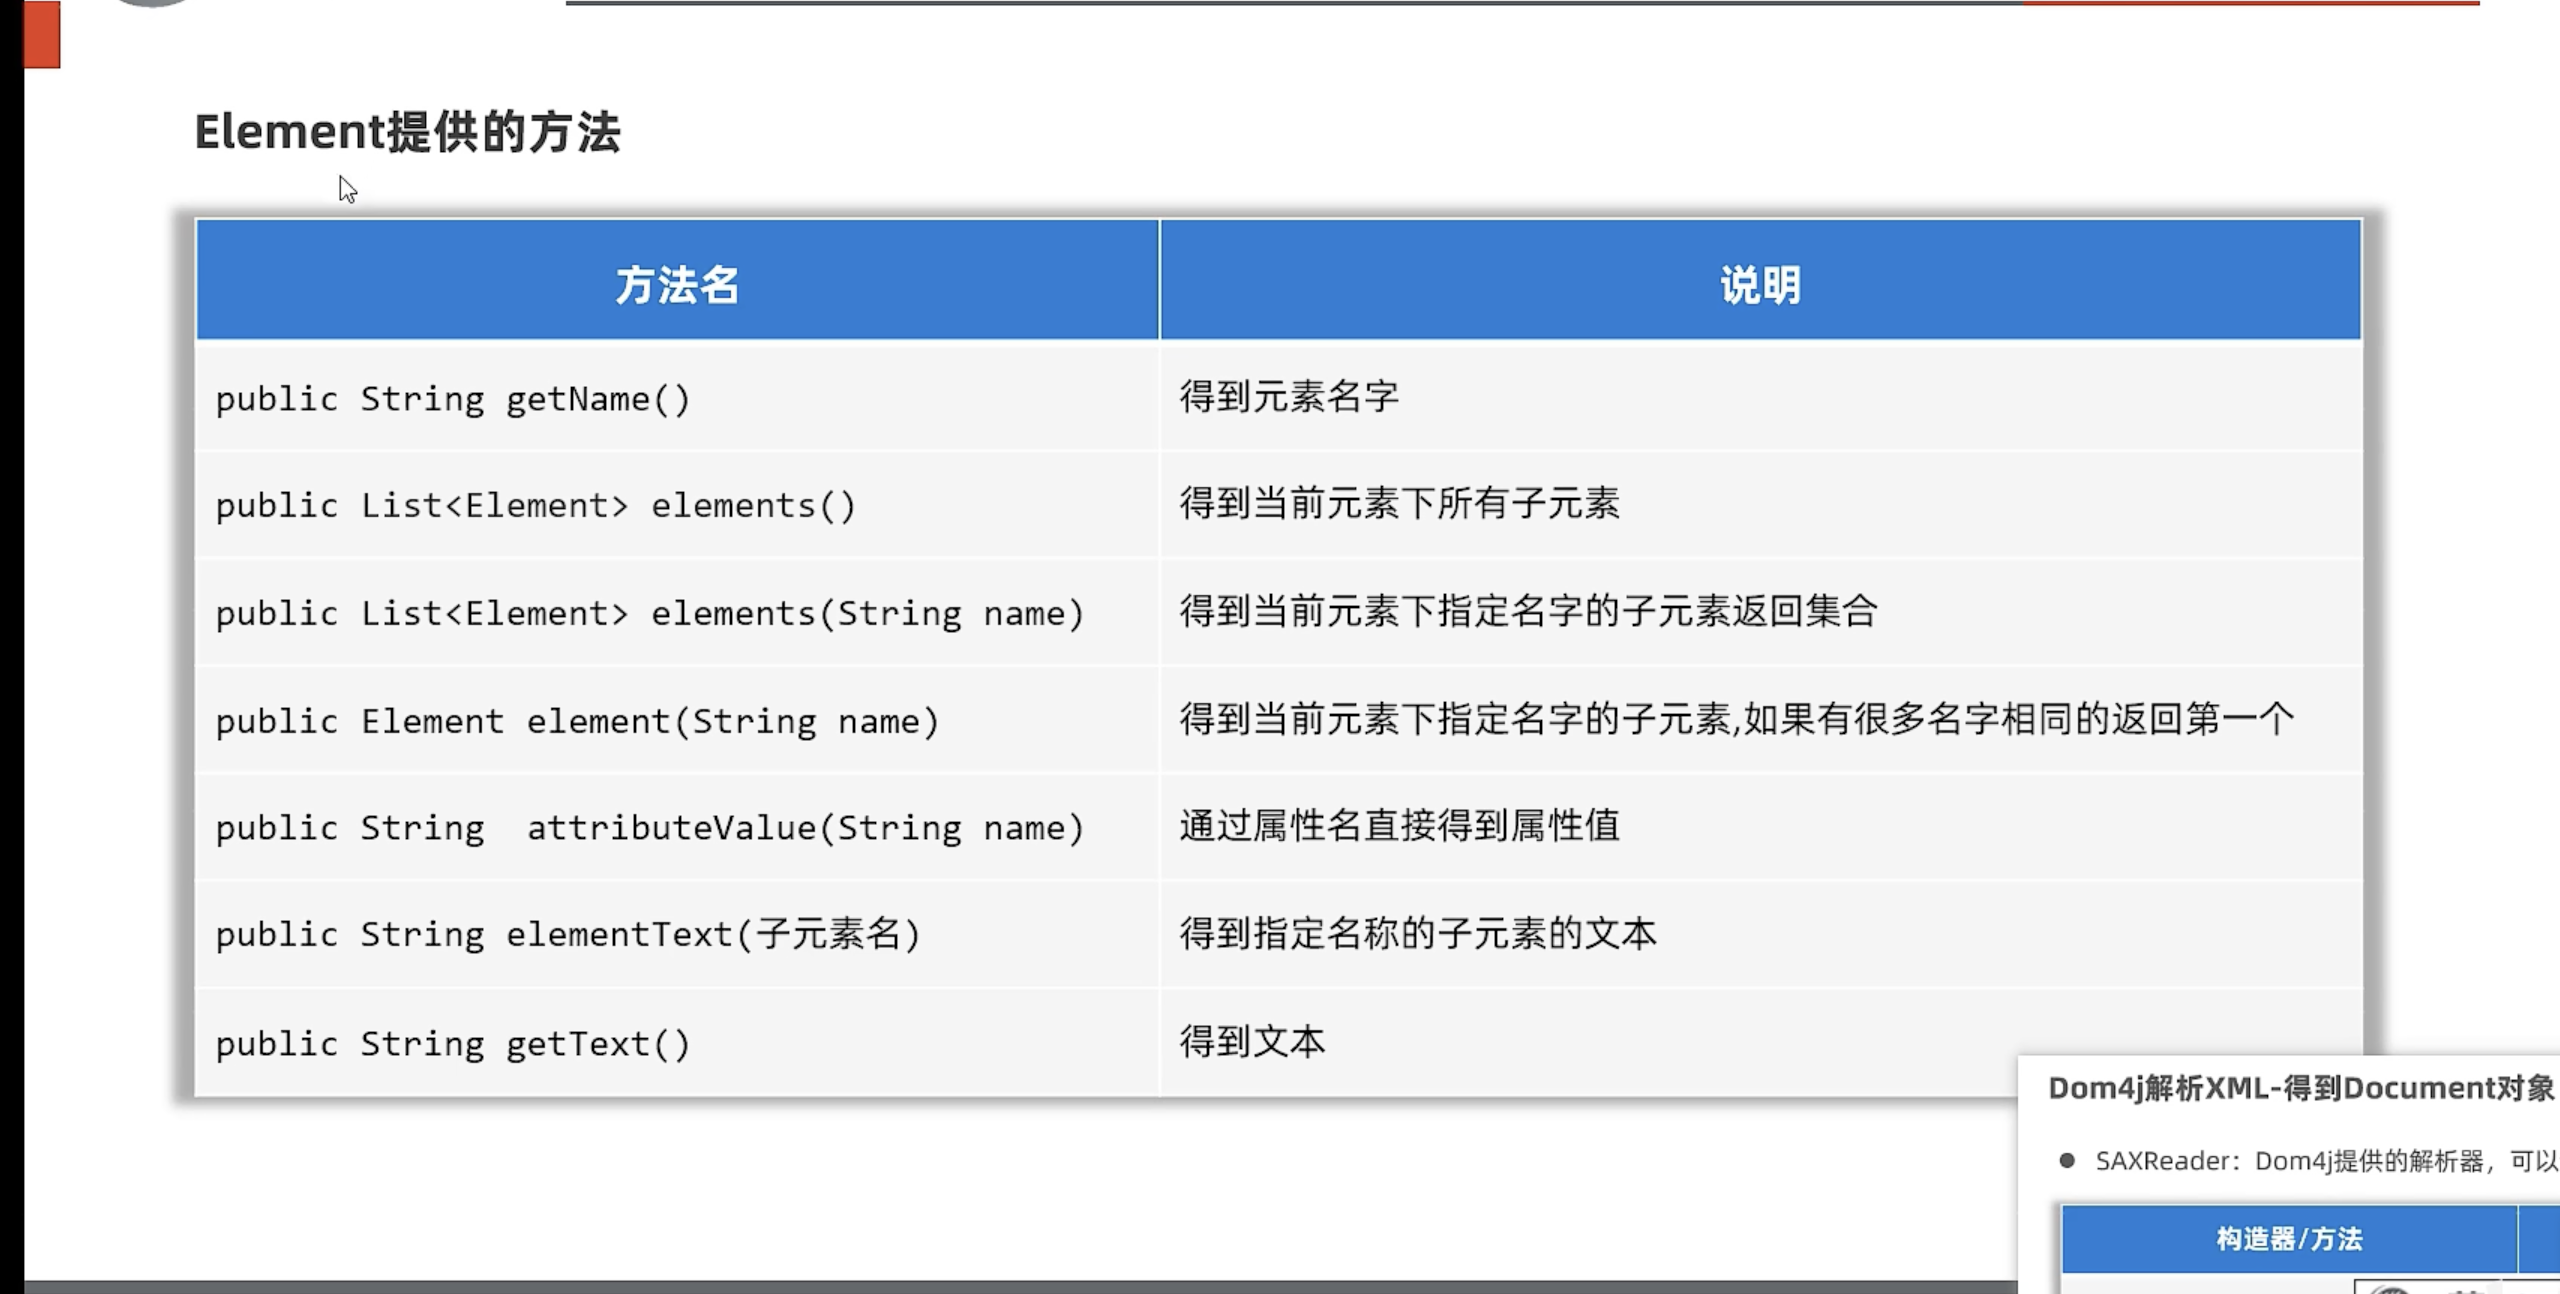 Element提供的方法
方法名 说明
public String getName() 得到元素名字
public List<Element> elements() 得到当前元素下所有子元素
public List<Element> elements(String name) 得到当前元素下指定名字的子元素返回集合
public Element element(String name) 得到当前元素下指定名字的子元素,如果有很多名字相同的返回第一个
public String  attributeValue(String name) 通过属性名直接得到属性值
public String elementText(子元素名) 得到指定名称的子元素的文本
public String getText() 得到文本
Dom4j解析XML-得到Document对象
● SAXReader：Dom4j提供的解析器，可以
构造器/方法